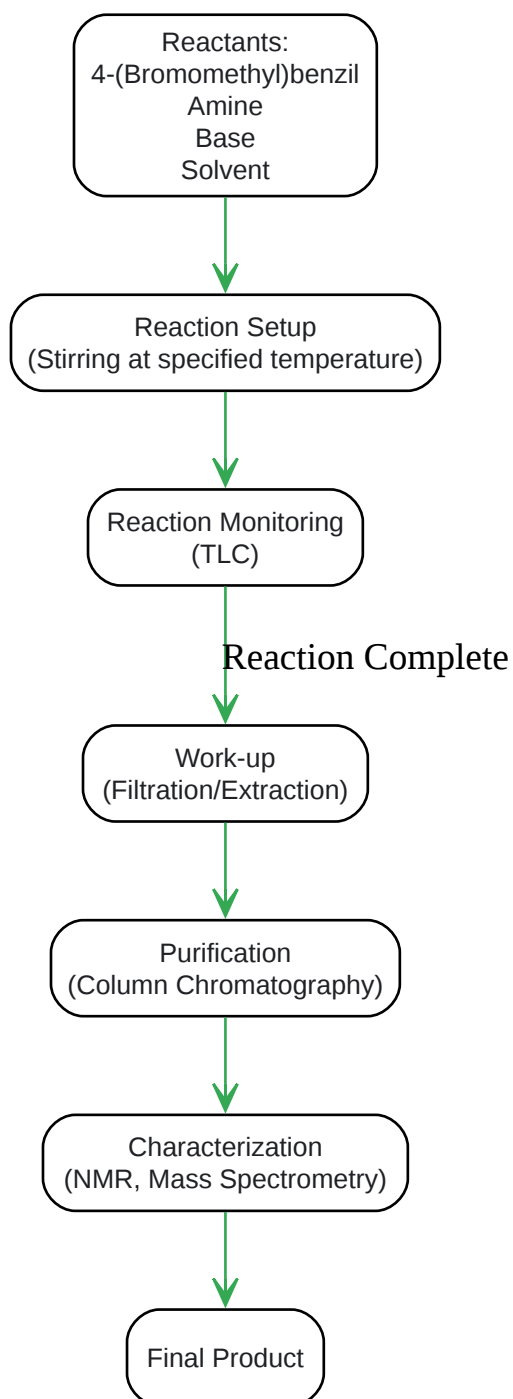 Reactants:
4-(Bromomethyl)benzil
Amine
Base
Solvent
Reaction Setup
(Stirring at specified temperature)
Reaction Monitoring
(TLC)
Reaction Complete
Work-up
(Filtration/Extraction)
Purification
(Column Chromatography)
Characterization
(NMR, Mass Spectrometry)
Final Product